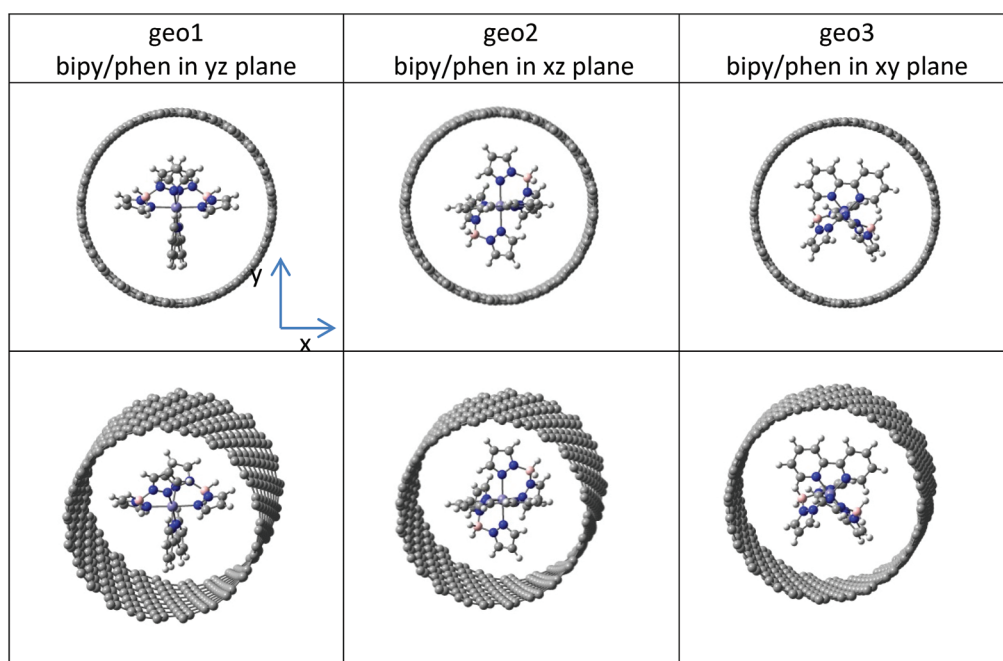 geo1
bipy/phen in yz plane
geo2
bipy/phen in xz plane
geo3
bipy/phen in xy plane
y
x